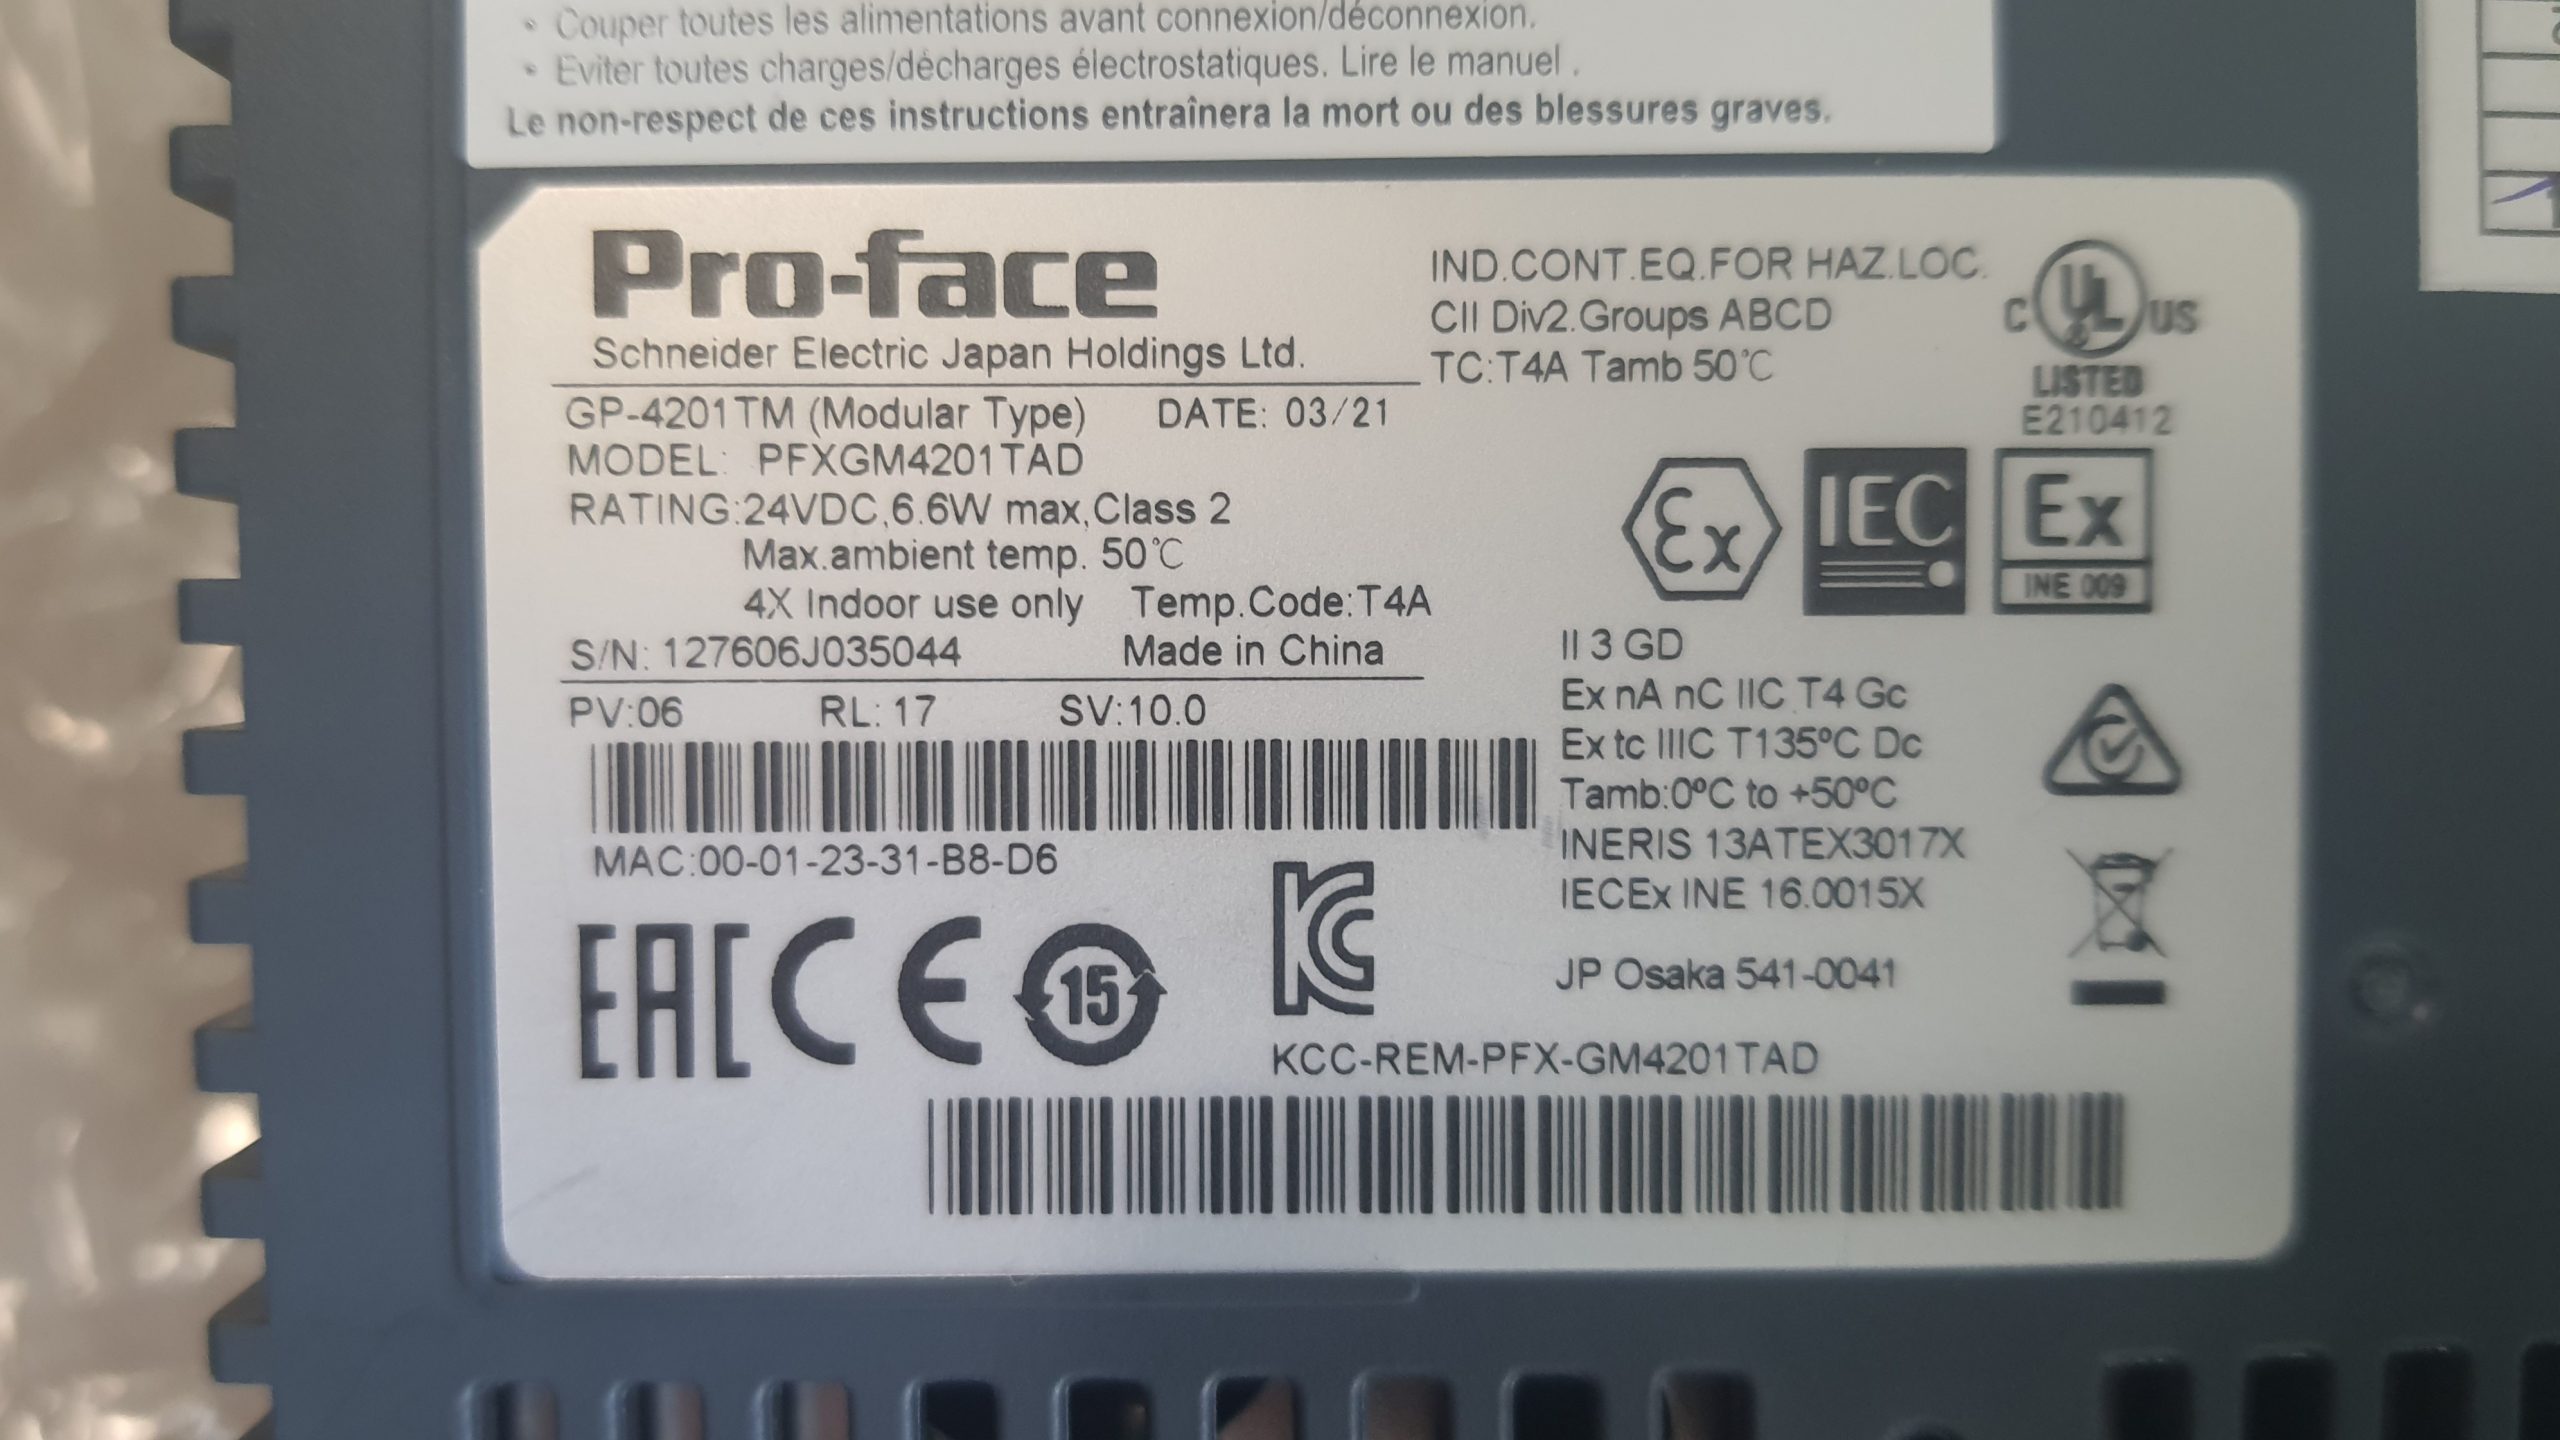 • Couper toutes les alimentations avant connexion/déconnexion.
• Eviter toutes charges/décharges électrostatiques. Lire le manuel .
Le non-respect de ces instructions entraînera la mort ou des blessures graves.
Pro-face
Schneider Electric Japan Holdings Ltd.
GP-4201TM (Modular Type) DATE: 03/21
MODEL: PFXGM4201TAD
RATING:24VDC,6.6W max,Class 2
Max.ambient temp. 50℃
4X Indoor use only Temp.Code:T4A
S/N: 127606J035044 Made in China
PV:06 RL: 17 SV:10.0
MAC:00-01-23-31-B8-D6
EAC CE 15 KC
IND.CONT.EQ.FOR HAZ.LOC.
CII Div2.Groups ABCD
TC:T4A Tamb 50℃
C UL ® US
LISTED
E210412
Ex IEC Ex
INE 009
II 3 GD
Ex nA nC IIC T4 Gc
Ex tc IIIC T135ºC Dc
Tamb:0ºC to +50ºC
INERIS 13ATEX3017X
IECEx INE 16.0015X
JP Osaka 541-0041
KCC-REM-PFX-GM4201TAD